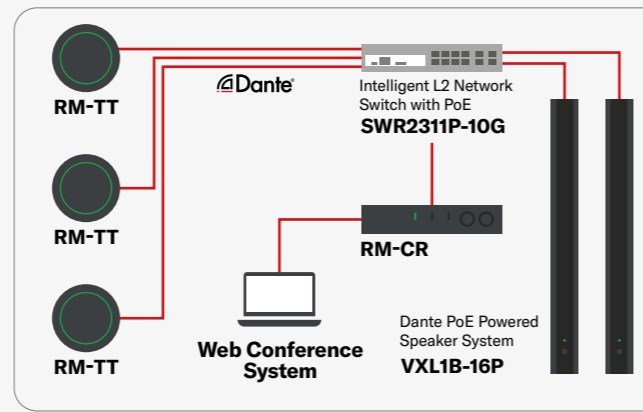 RM-TT
Dante®
Intelligent L2 Network
Switch with PoE
SWR2311P-10G
RM-TT
RM-CR
RM-TT
Web Conference
System
Dante PoE Powered
Speaker System
VXL1B-16P